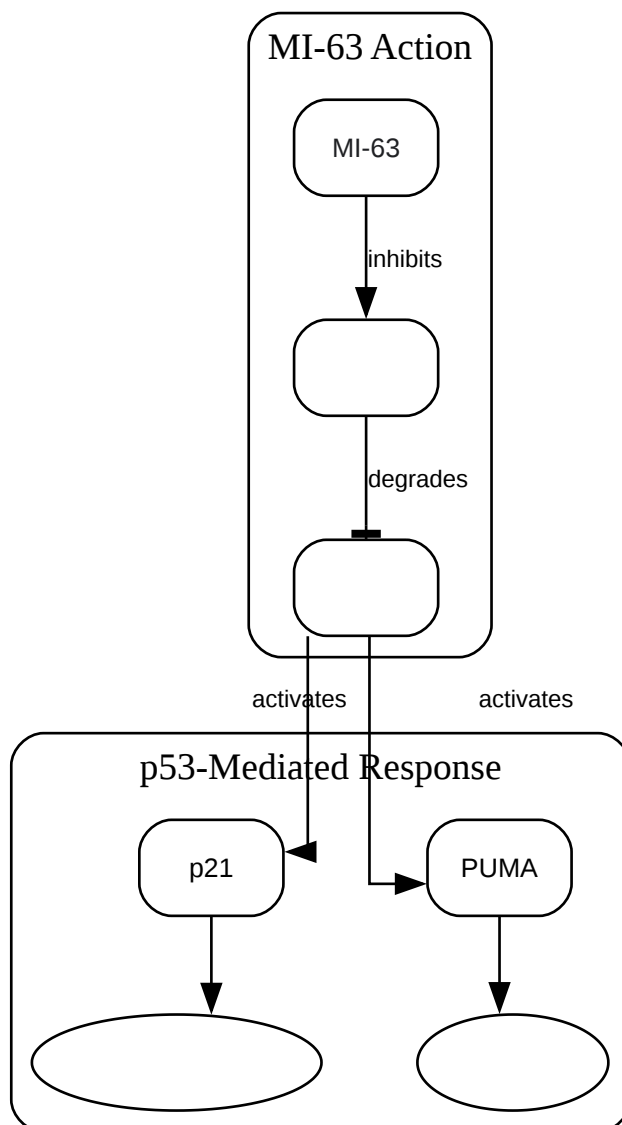 MI-63 Action
MI-63
inhibits
degrades
activates
activates
p53-Mediated Response
p21
PUMA